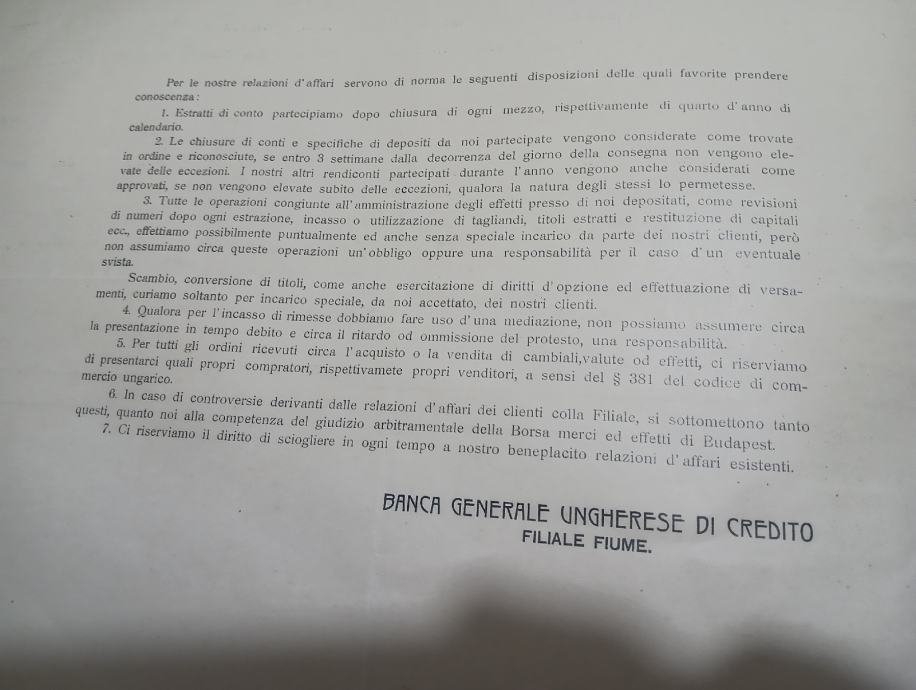 Per le nostre relazioni d'affari servono di norma le seguenti disposizioni delle quali favorite prendere
conoscenza:
1. Estratti di conto partecipiamo dopo chiusura di ogni mezzo, rispettivamente di quarto d'anno di
calendario.
2. Le chiusure di conti e specifiche di depositi da noi partecipate vengono considerate come trovate
in ordine e riconosciute, se entro 3 settimane dalla decorrenza del giorno della consegna non vengono ele-
vate delle eccezioni. I nostri altri rendiconti partecipati durante l'anno vengono anche considerati come
approvati, se non vengono elevate subito delle eccezioni, qualora la natura degli stessi lo permetesse.
3. Tutte le operazioni congiunte all'amministrazione degli effetti presso di noi depositati, come revisioni
di numeri dopo ogni estrazione, incasso o utilizzazione di tagliandi, titoli estratti e restituzione di capitali
ecc., effettiamo possibilmente puntualmente ed anche senza speciale incarico da parte dei nostri clienti, però
non assumiamo circa queste operazioni un'obbligo oppure una responsabilità per il caso d'un eventuale
svista.
Scambio, conversione di titoli, come anche esercitazione di diritti d'opzione ed effettuazione di versa-
menti, curiamo soltanto per incarico speciale, da noi accettato, dei nostri clienti.
4. Qualora per l'incasso di rimesse dobbiamo fare uso d'una mediazione, non possiamo assumere circa
la presentazione in tempo debito e circa il ritardo od ommissione del protesto, una responsabilità.
5. Per tutti gli ordini ricevuti circa l'acquisto o la vendita di cambiali,valute od effetti, ci riserviamo
di presentarci quali propri compratori, rispettivamete propri venditori, a sensi del § 381 del codice di com-
mercio ungarico.
6. In caso di controversie derivanti dalle relazioni d'affari dei clienti colla Filiale, si sottomettono tanto
questi, quanto noi alla competenza del giudizio arbitramentale della Borsa merci ed effetti di Budapest.
7. Ci riserviamo il diritto di sciogliere in ogni tempo a nostro beneplacito relazioni d'affari esistenti.
BANCA GENERALE UNGHERESE DI CREDITO
FILIALE FIUME.